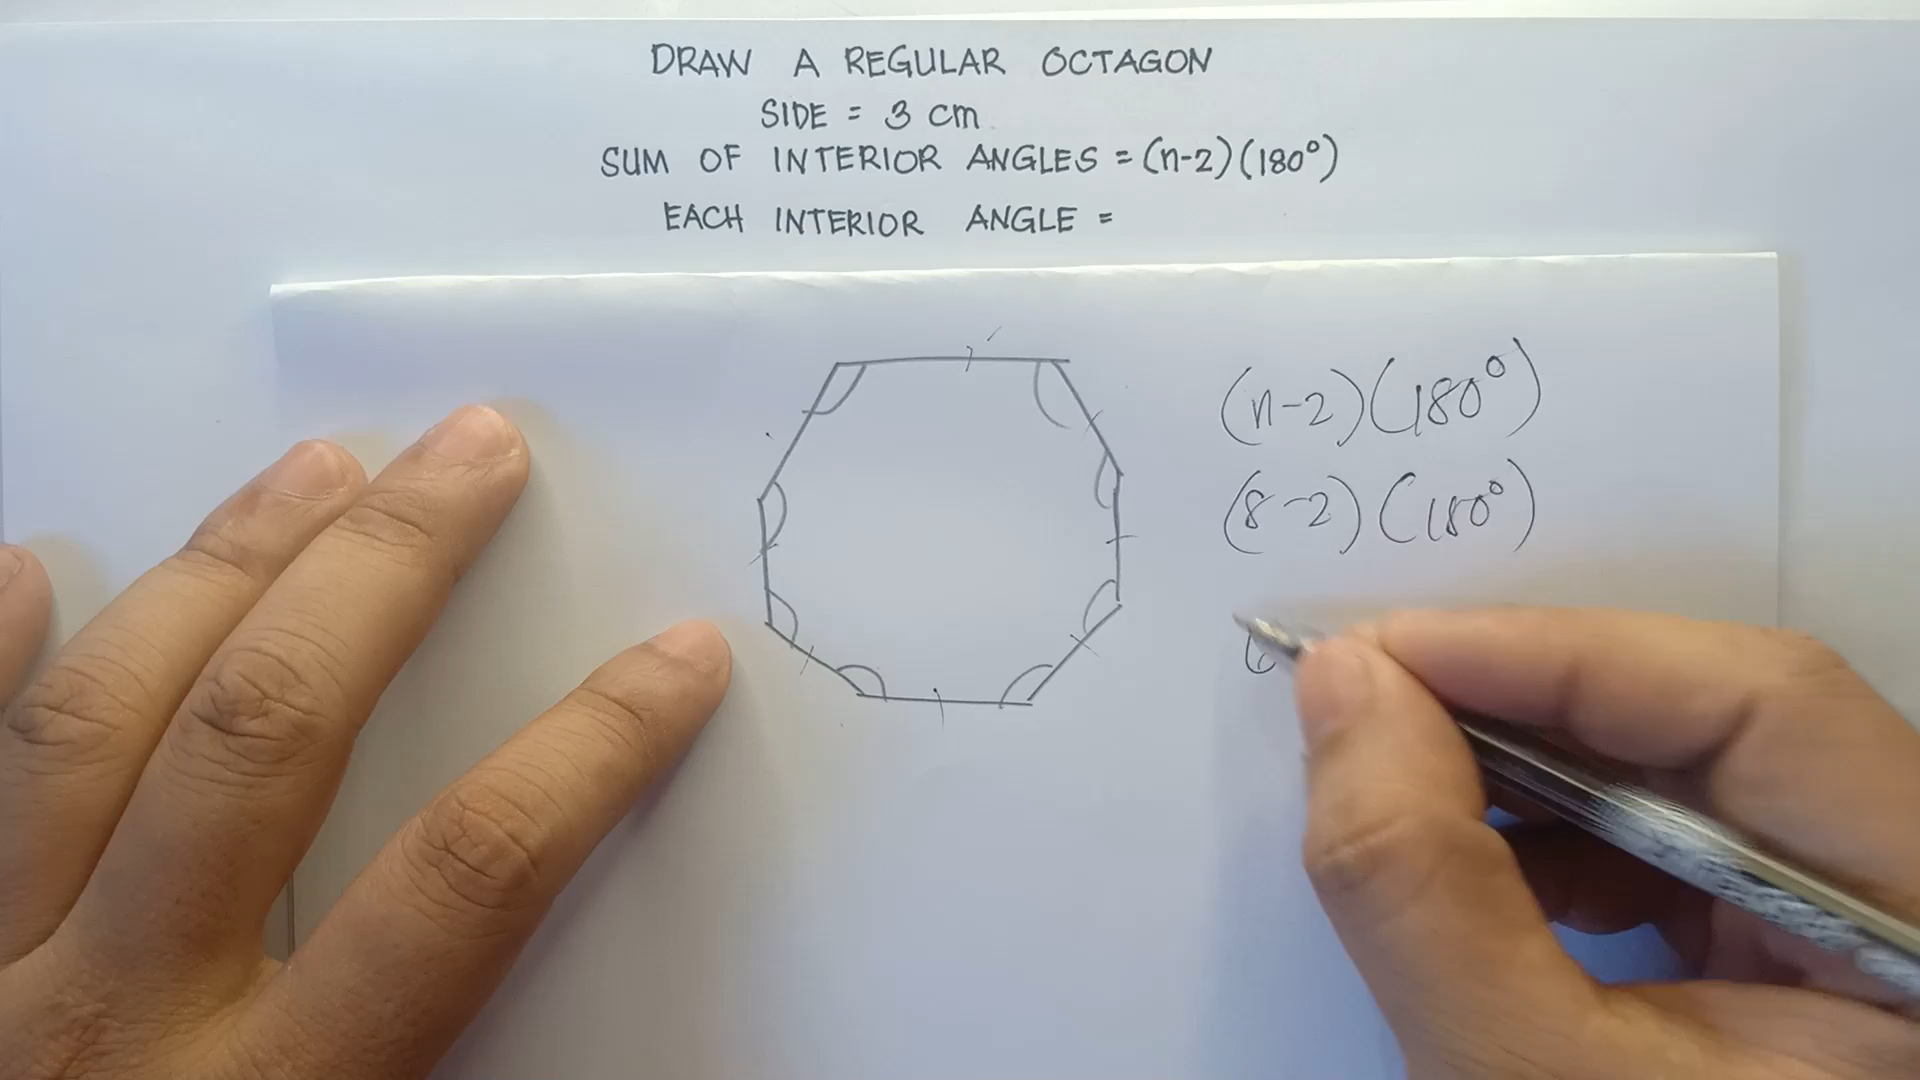 DRAW A REGULAR OCTAGON
SIDE = 3 cm
SUM OF INTERIOR ANGLES = (n-2)(180°)
EACH INTERIOR ANGLE =
(n-2)(180°)
(8-2)(180°)